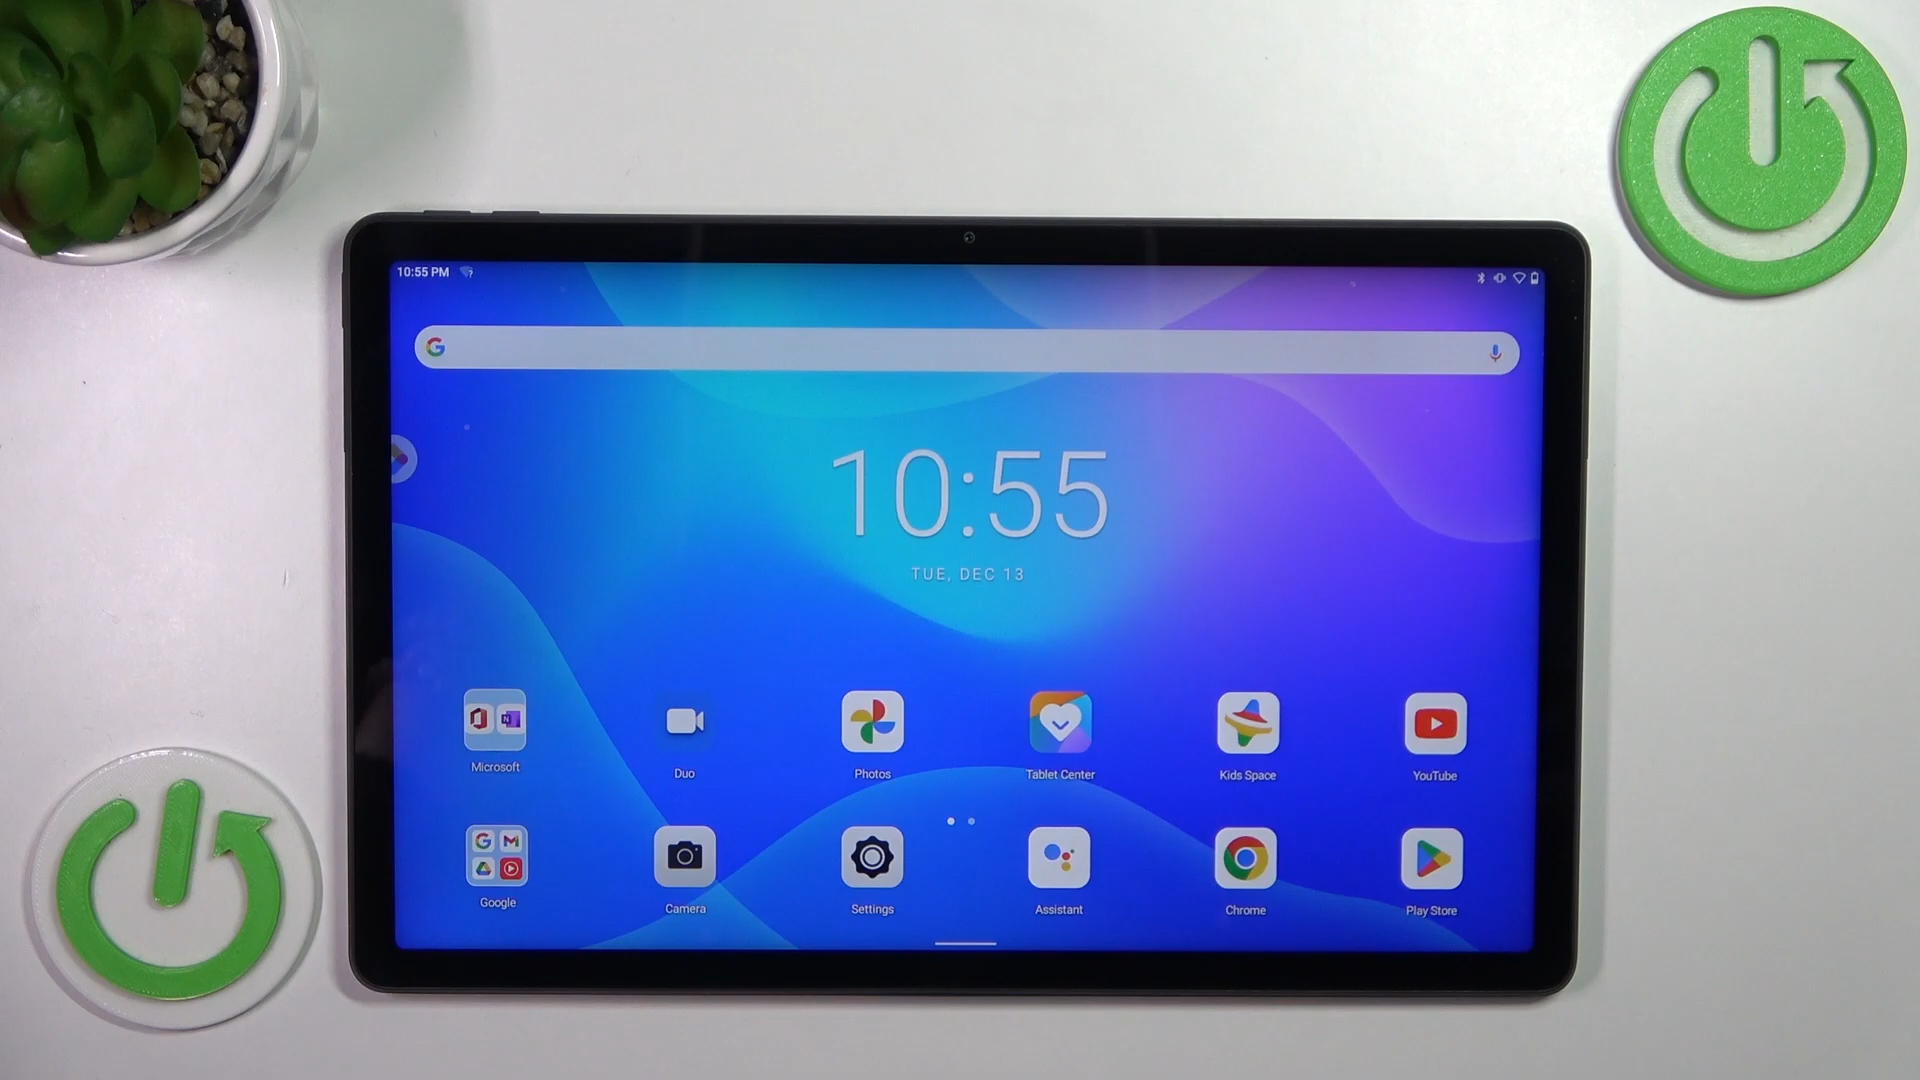 10:55 PM
10:55
TUE, DEC 13
Microsoft
Duo
Photos
Tablet Center
Kids Space
YouTube
Google
Camera
Settings
Assistant
Chrome
Play Store